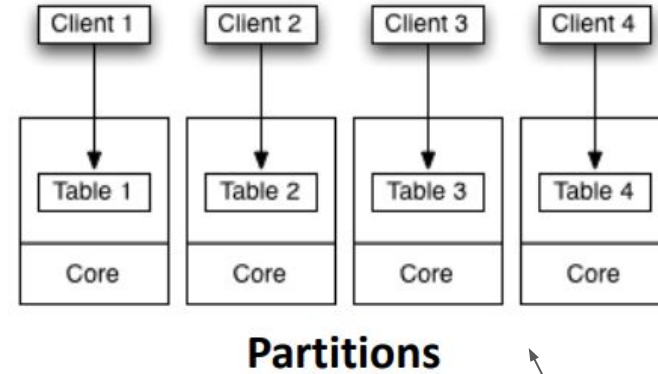 Client 1 Client 2 Client 3 Client 4
Table 1 Table 2 Table 3 Table 4
Core Core Core Core
Partitions